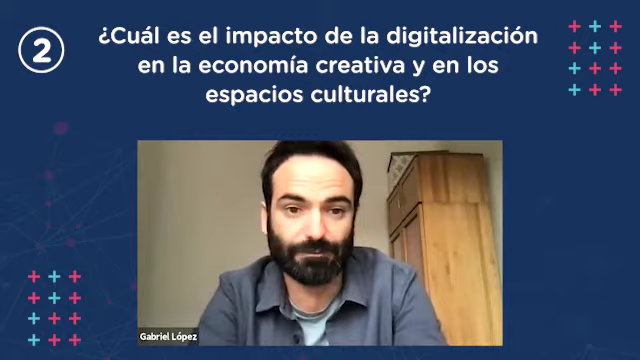 2
¿Cuál es el impacto de la digitalización
en la economía creativa y en los
espacios culturales?
Gabriel López